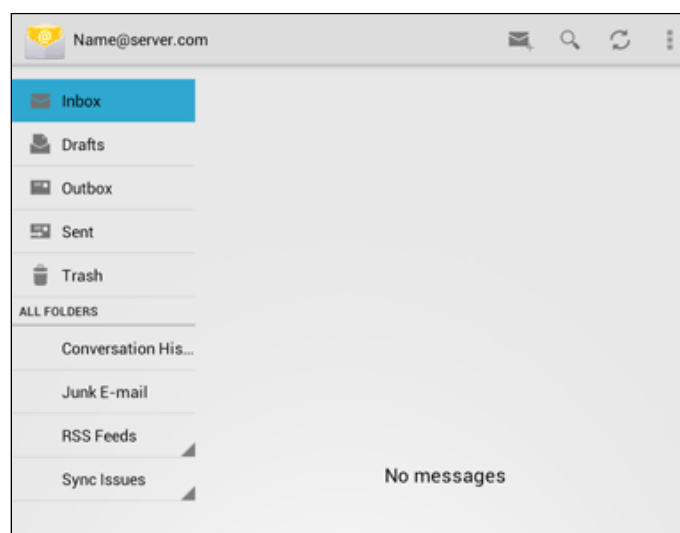 Name@server.com
Inbox
Drafts
Outbox
Sent
Trash
ALL FOLDERS
Conversation His...
Junk E-mail
RSS Feeds
Sync Issues
No messages